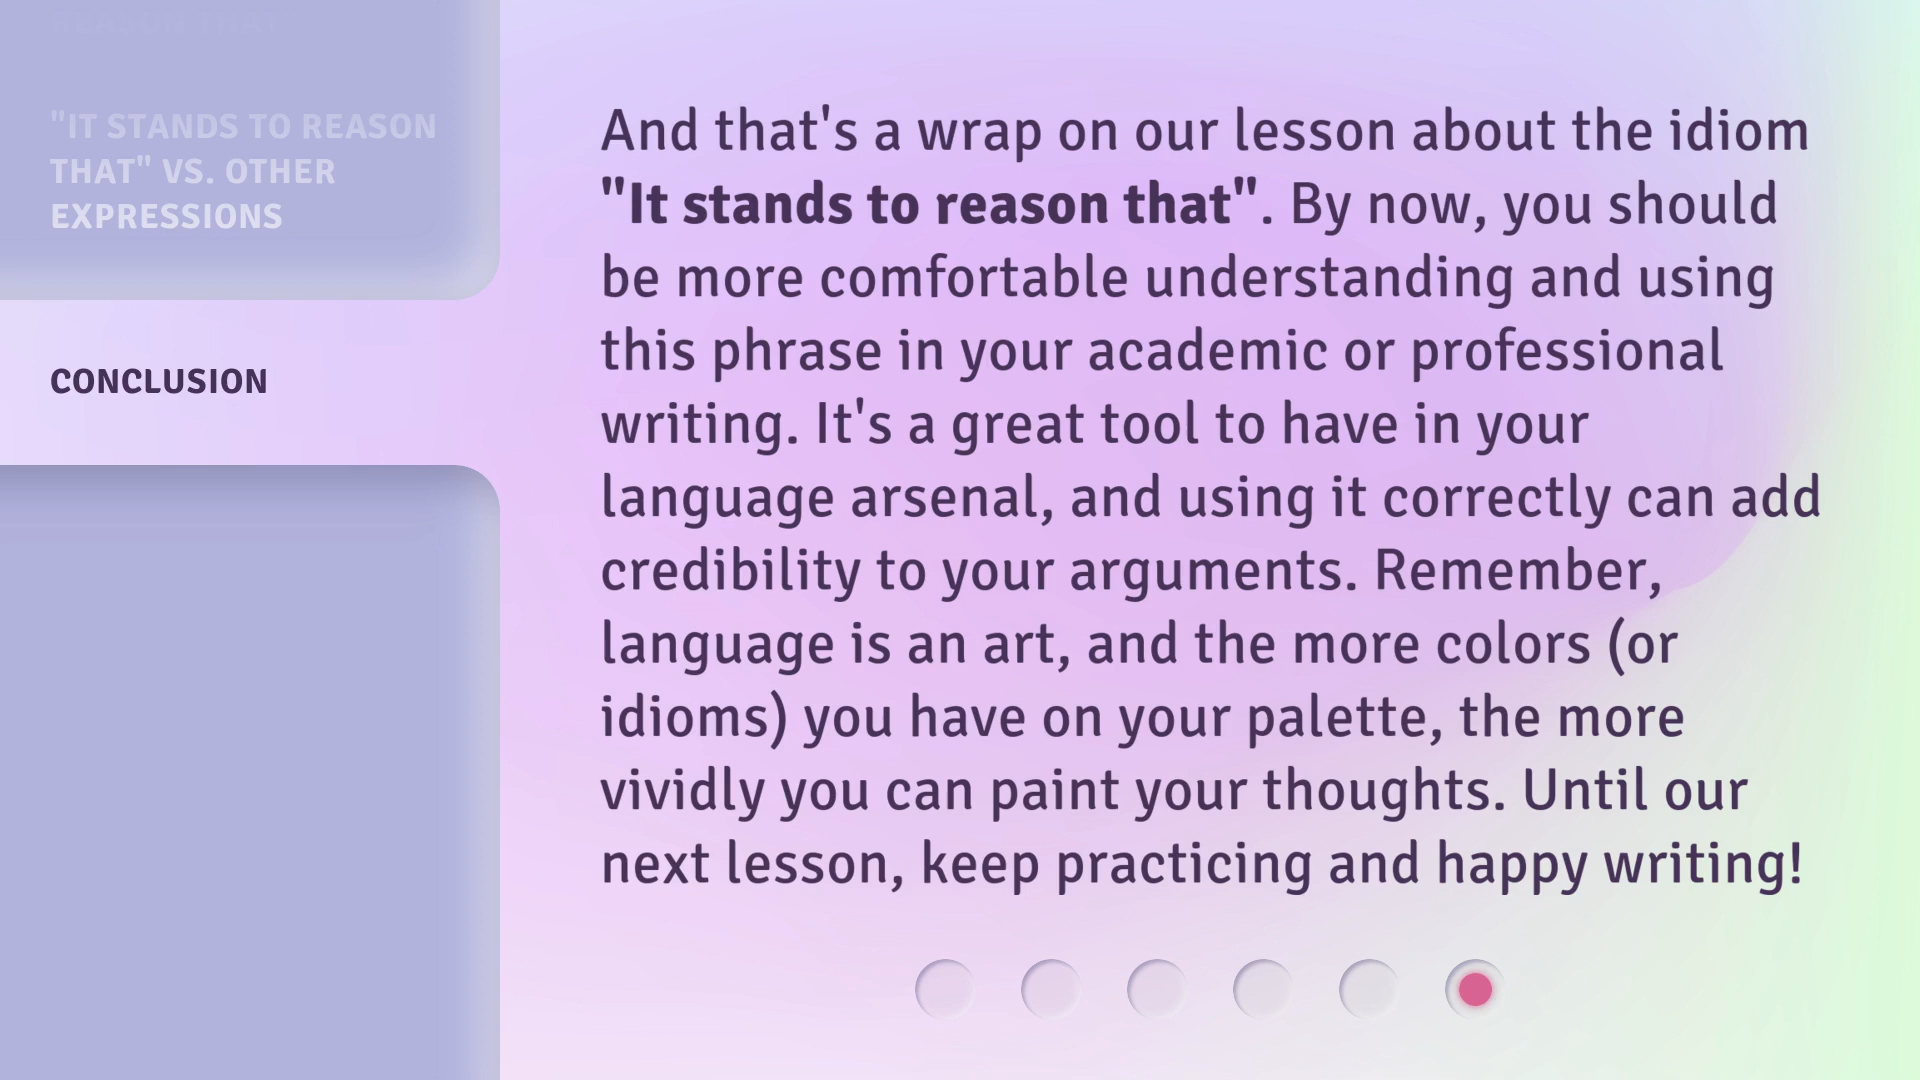 REASON THAT"
"IT STANDS TO REASON
THAT" VS. OTHER
EXPRESSIONS
CONCLUSION
And that's a wrap on our lesson about the idiom
"It stands to reason that". By now, you should
be more comfortable understanding and using
this phrase in your academic or professional
writing. It's a great tool to have in your
language arsenal, and using it correctly can add
credibility to your arguments. Remember,
language is an art, and the more colors (or
idioms) you have on your palette, the more
vividly you can paint your thoughts. Until our
next lesson, keep practicing and happy writing!